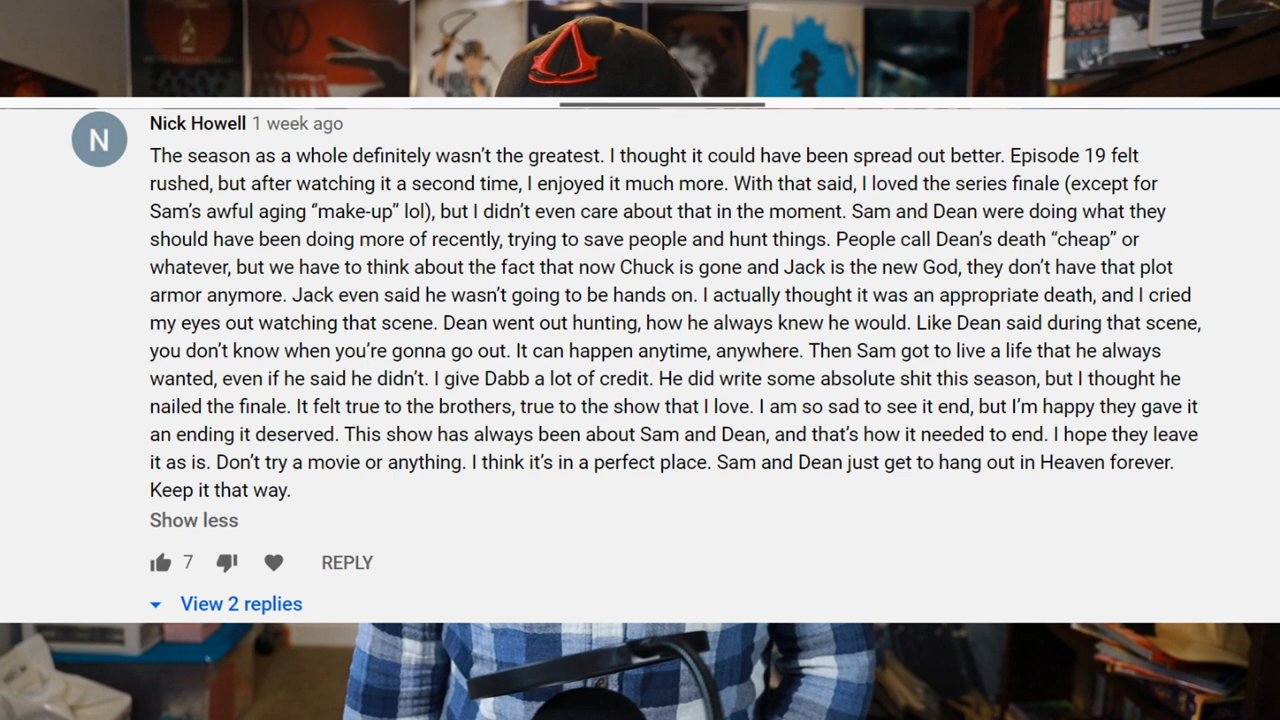 N
Nick Howell 1 week ago
The season as a whole definitely wasn’t the greatest. I thought it could have been spread out better. Episode 19 felt
rushed, but after watching it a second time, I enjoyed it much more. With that said, I loved the series finale (except for
Sam’s awful aging “make-up” lol), but I didn’t even care about that in the moment. Sam and Dean were doing what they
should have been doing more of recently, trying to save people and hunt things. People call Dean’s death “cheap” or
whatever, but we have to think about the fact that now Chuck is gone and Jack is the new God, they don’t have that plot
armor anymore. Jack even said he wasn’t going to be hands on. I actually thought it was an appropriate death, and I cried
my eyes out watching that scene. Dean went out hunting, how he always knew he would. Like Dean said during that scene,
you don’t know when you’re gonna go out. It can happen anytime, anywhere. Then Sam got to live a life that he always
wanted, even if he said he didn’t. I give Dabb a lot of credit. He did write some absolute shit this season, but I thought he
nailed the finale. It felt true to the brothers, true to the show that I love. I am so sad to see it end, but I’m happy they gave it
an ending it deserved. This show has always been about Sam and Dean, and that’s how it needed to end. I hope they leave
it as is. Don’t try a movie or anything. I think it’s in a perfect place. Sam and Dean just get to hang out in Heaven forever.
Keep it that way.
Show less
7 REPLY
View 2 replies